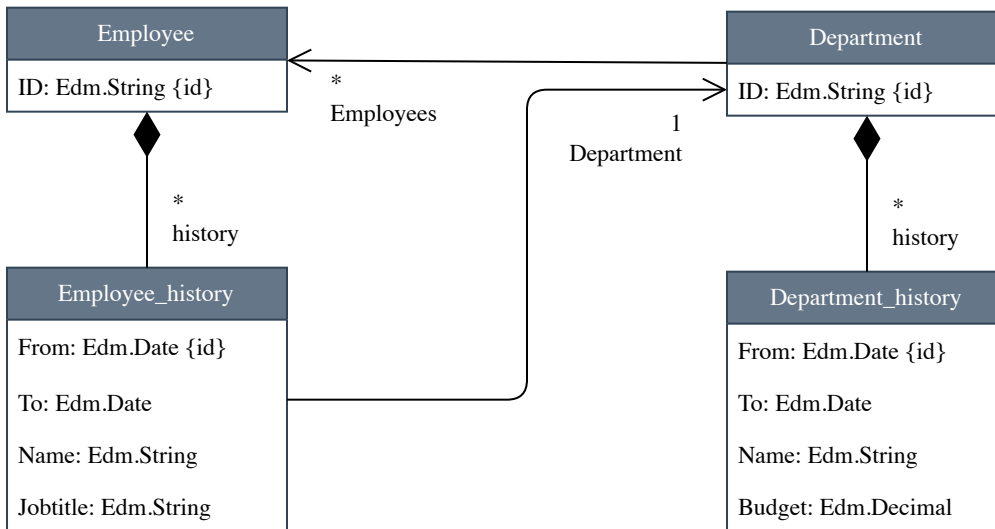 Employee
ID: Edm.String {id}
Department
ID: Edm.String {id}
*
Employees
1
Department
*
history
*
history
Employee_history
From: Edm.Date {id}
To: Edm.Date
Name: Edm.String
Jobtitle: Edm.String
Department_history
From: Edm.Date {id}
To: Edm.Date
Name: Edm.String
Budget: Edm.Decimal